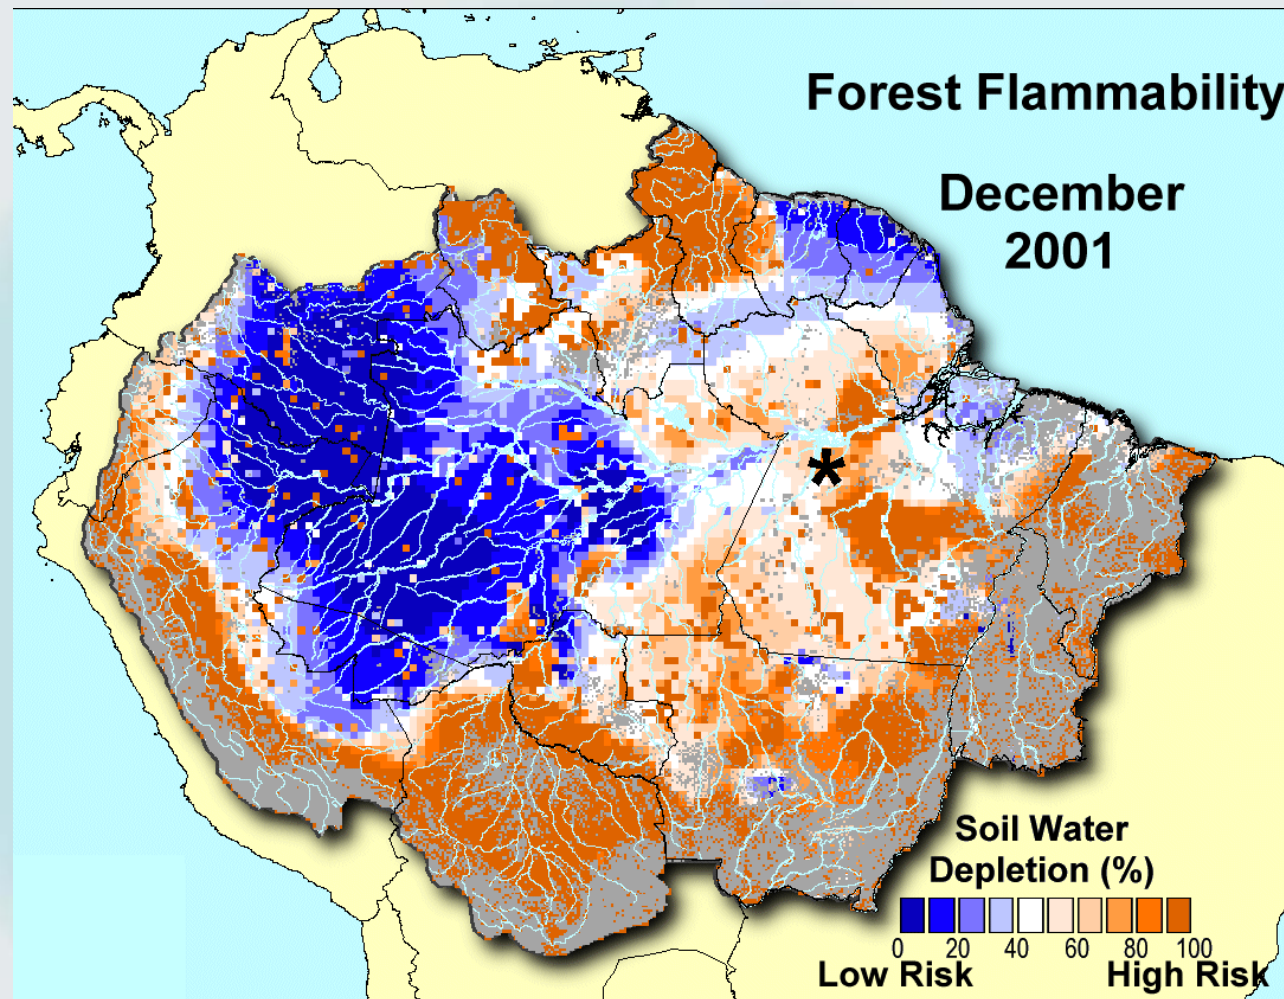 Forest Flammability
December
2001
*
Soil Water
Depletion (%)
0 20 40 60 80 100
Low Risk High Risk